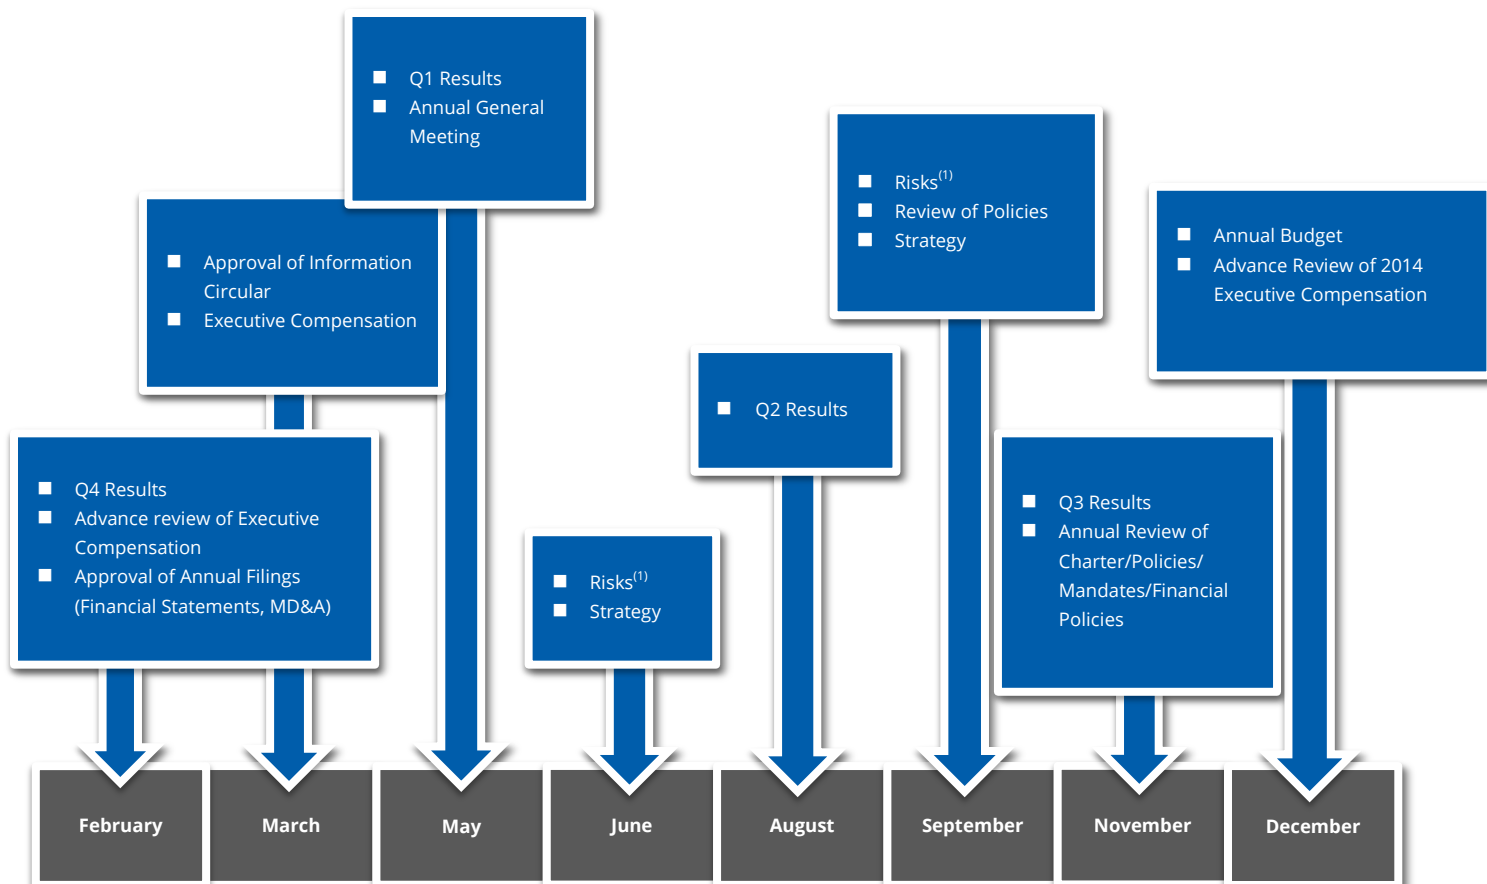 Q1 Results
Annual General
Meeting
Approval of Information
Circular
Executive Compensation
Q4 Results
Advance review of Executive
Compensation
Approval of Annual Filings
(Financial Statements, MD&A)
Risks(1)
Strategy
Q2 Results
Risks(1)
Review of Policies
Strategy
Q3 Results
Annual Review of
Charter/Policies/
Mandates/Financial
Policies
Annual Budget
Advance Review of 2014
Executive Compensation
February
March
May
June
August
September
November
December